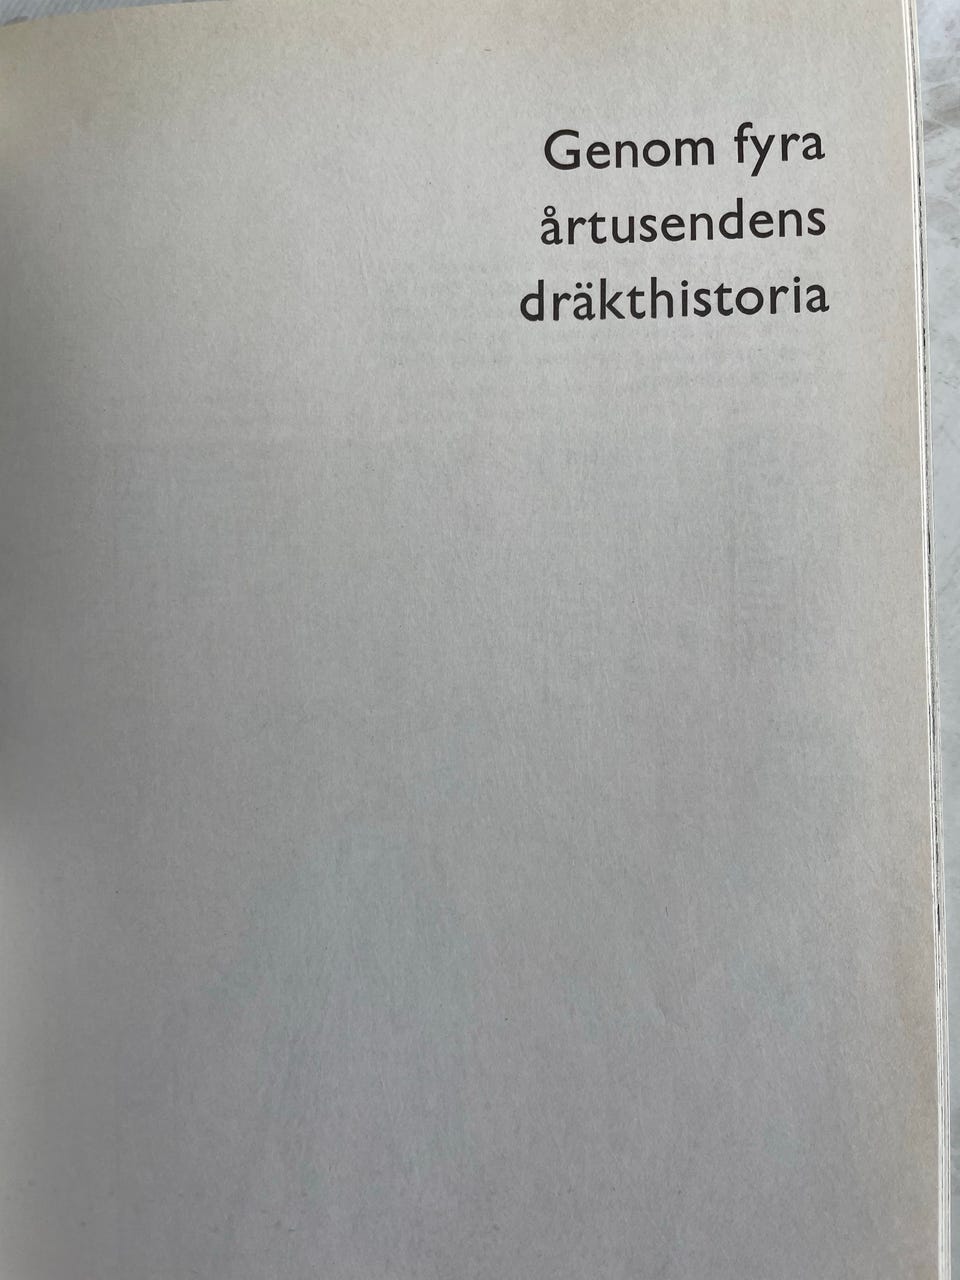 Genom fyra
årtusendens
dräkthistoria